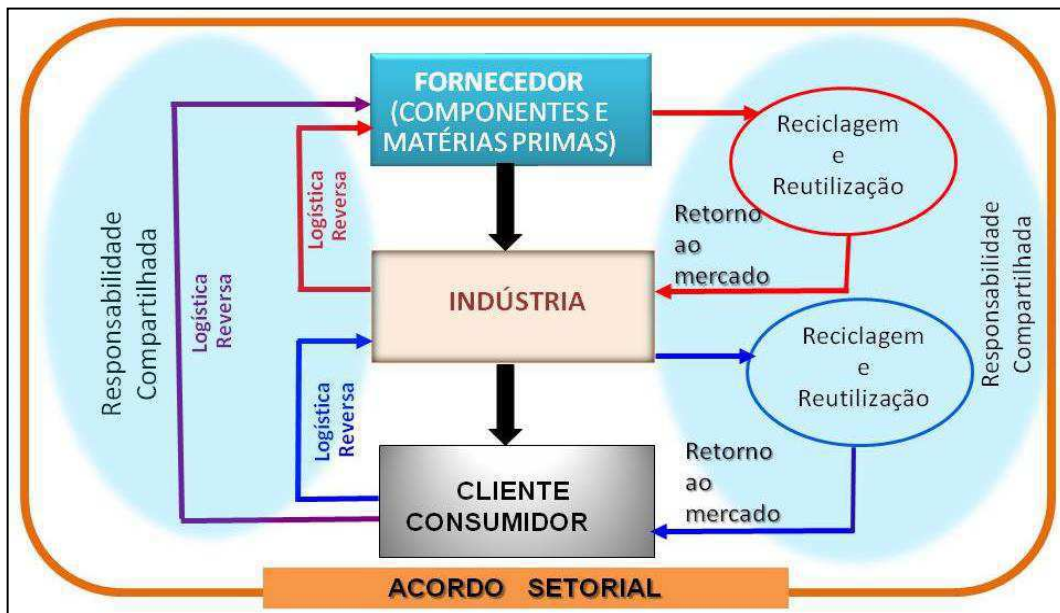 FORNECEDOR
(COMPONENTES E
MATÉRIAS PRIMAS)
Reciclagem
e
Reutilização
Retorno
ao
mercado
Logística
Reversa
Responsabilidade
Compartilhada
Logística
Reversa
INDÚSTRIA
Responsabilidade
Compartilhada
Reciclagem
e
Reutilização
Logística
Reversa
Retorno
ao
mercado
CLIENTE
CONSUMIDOR
ACORDO SETORIAL